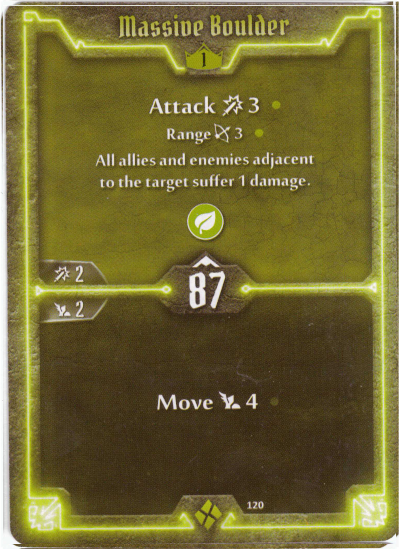 Massive Boulder
1
Attack 3
Range 3
All allies and enemies adjacent
to the target suffer 1 damage.
2
87
2
Move 4
120